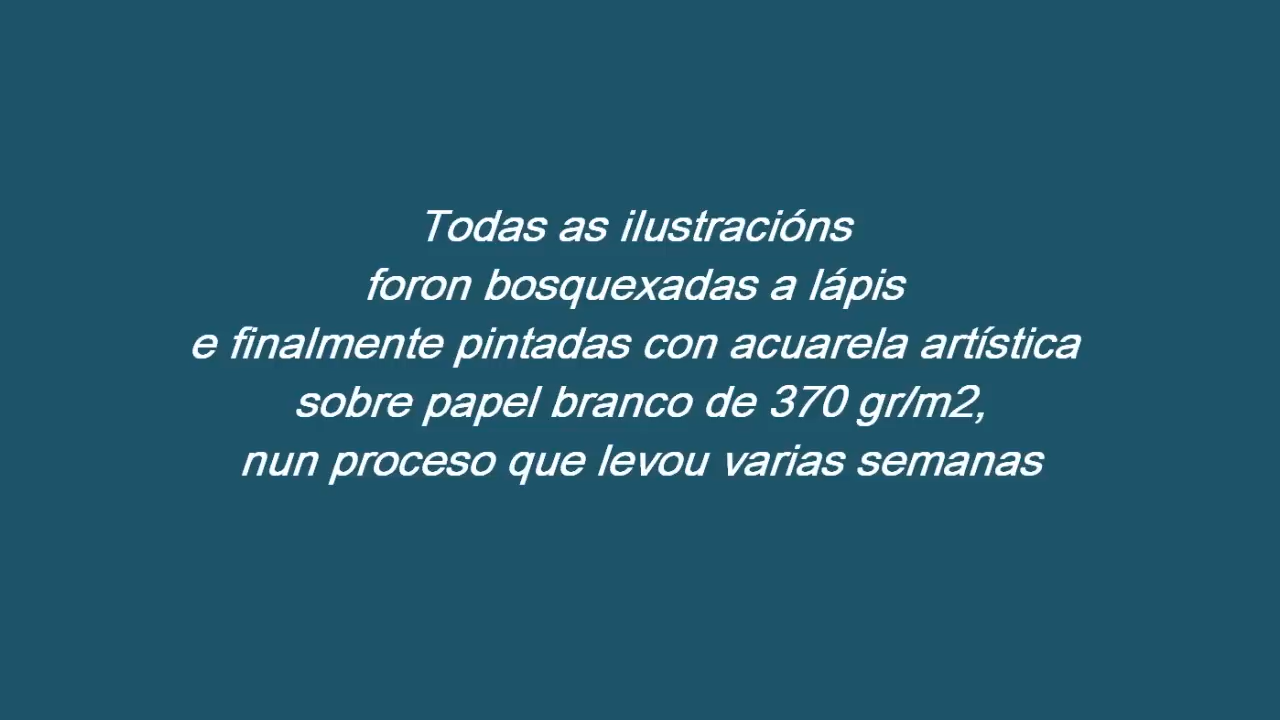 Todas as ilustracións
foron bosquexadas a lápis
e finalmente pintadas con acuarela artística
sobre papel branco de 370 gr/m2,
nun proceso que levou varias semanas